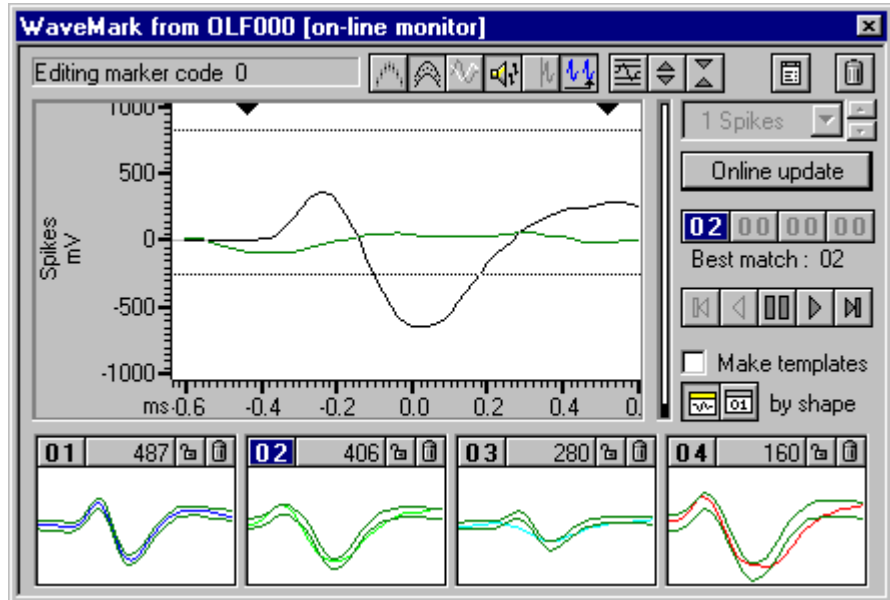 WaveMark from OLF000 [on-line monitor]
Editing marker code 0
1 Spikes
Online update
02 00 00 00
Best match : 02
Make templates
01 by shape
Spikes
mV
1000
500
0
-500
-1000
ms -0.6 -0.4 -0.2 0.0 0.2 0.4 0.
01 487
02 406
03 280
04 160